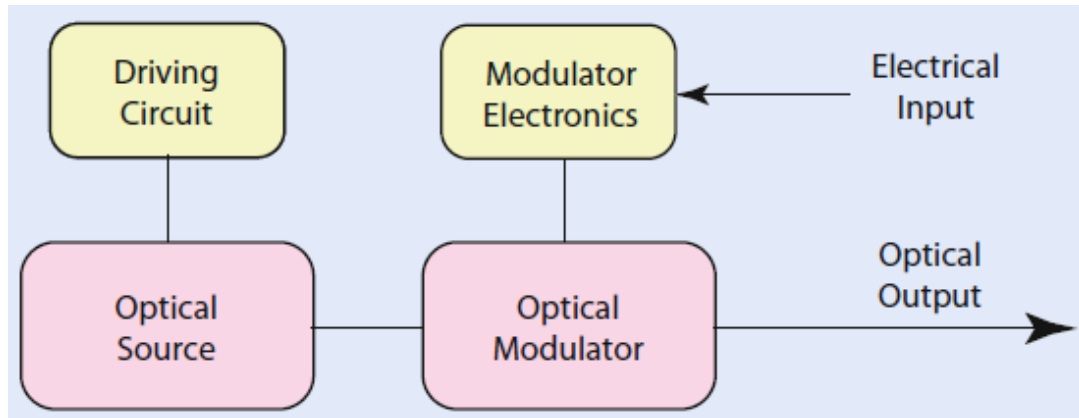 Driving
Circuit
Modulator
Electronics
Electrical
Input
Optical
Source
Optical
Modulator
Optical
Output